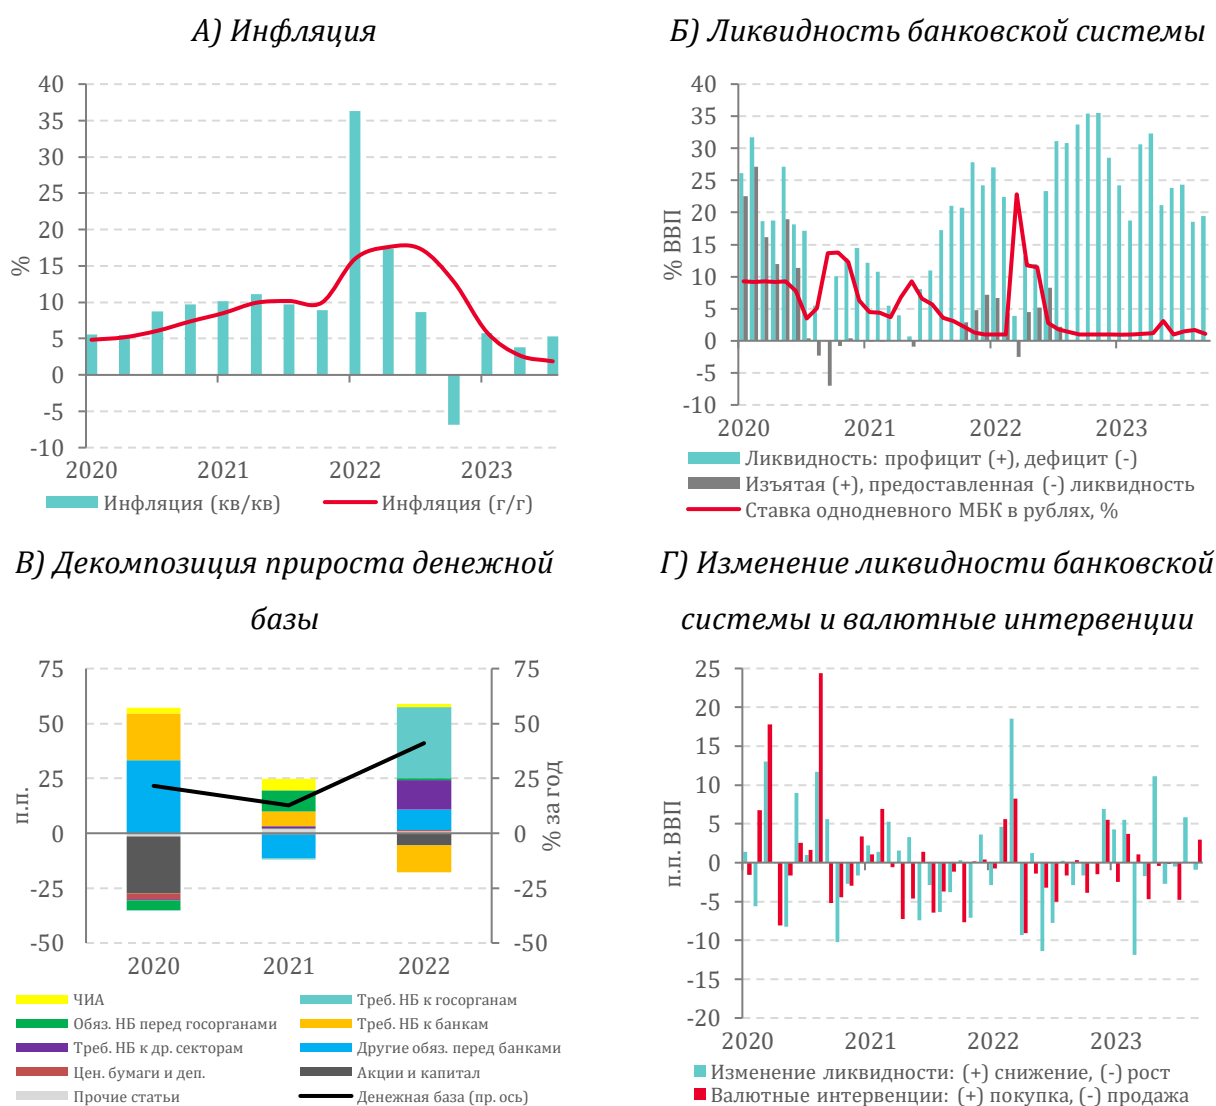 А) Инфляция
40
35
30
25
20
15
10
5
0
-5
-10
%
2020 2021 2022 2023
Инфляция (кв/кв) Инфляция (г/г)
Б) Ликвидность банковской системы
40
35
30
25
20
15
10
5
0
-5
-10
% ВВП
2020 2021 2022 2023
Ликвидность: профицит (+), дефицит (-)
Изъятая (+), предоставленная (-) ликвидность
Ставка однодневного МБК в рублях, %
В) Декомпозиция прироста денежной
базы
75
50
25
0
-25
-50
п.п.
75
50
25
0
-25
-50
% за год
2020 2021 2022
ЧИА Треб. НБ к госорганам
Обяз. НБ перед госорганами Треб. НБ к банкам
Треб. НБ к др. секторам Другие обяз. перед банками
Цен. бумаги и деп. Акции и капитал
Прочие статьи Денежная база (пр. ось)
Г) Изменение ликвидности банковской
системы и валютные интервенции
25
20
15
10
5
0
-5
-10
-15
-20
п.п. ВВП
2020 2021 2022 2023
Изменение ликвидности: (+) снижение, (-) рост
Валютные интервенции: (+) покупка, (-) продажа